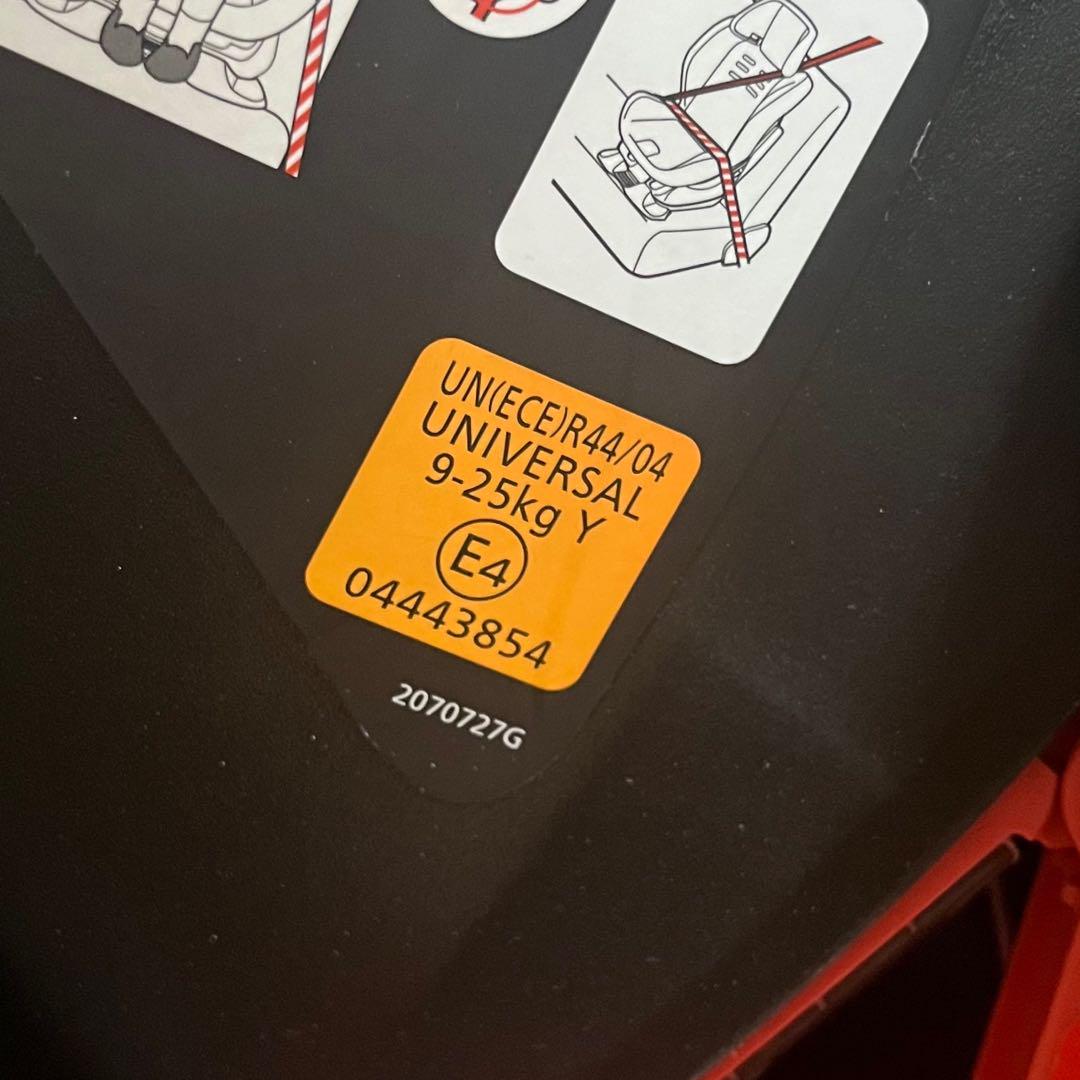 UN(ECE)R44/04
UNIVERSAL
9-25kg Y
E4
04443854
2070727G